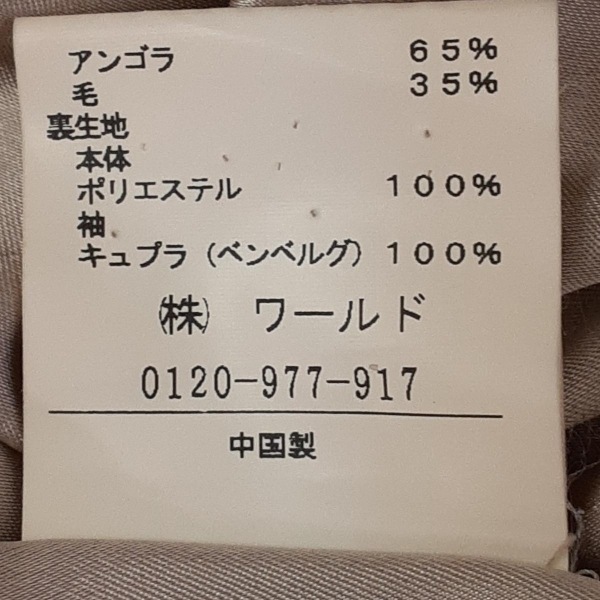 アンゴラ 65%
毛 35%
裏生地
本体
ポリエステル 100%
袖
キュプラ (ベンベルグ) 100%
㈱ ワールド
0120-977-917
中国製